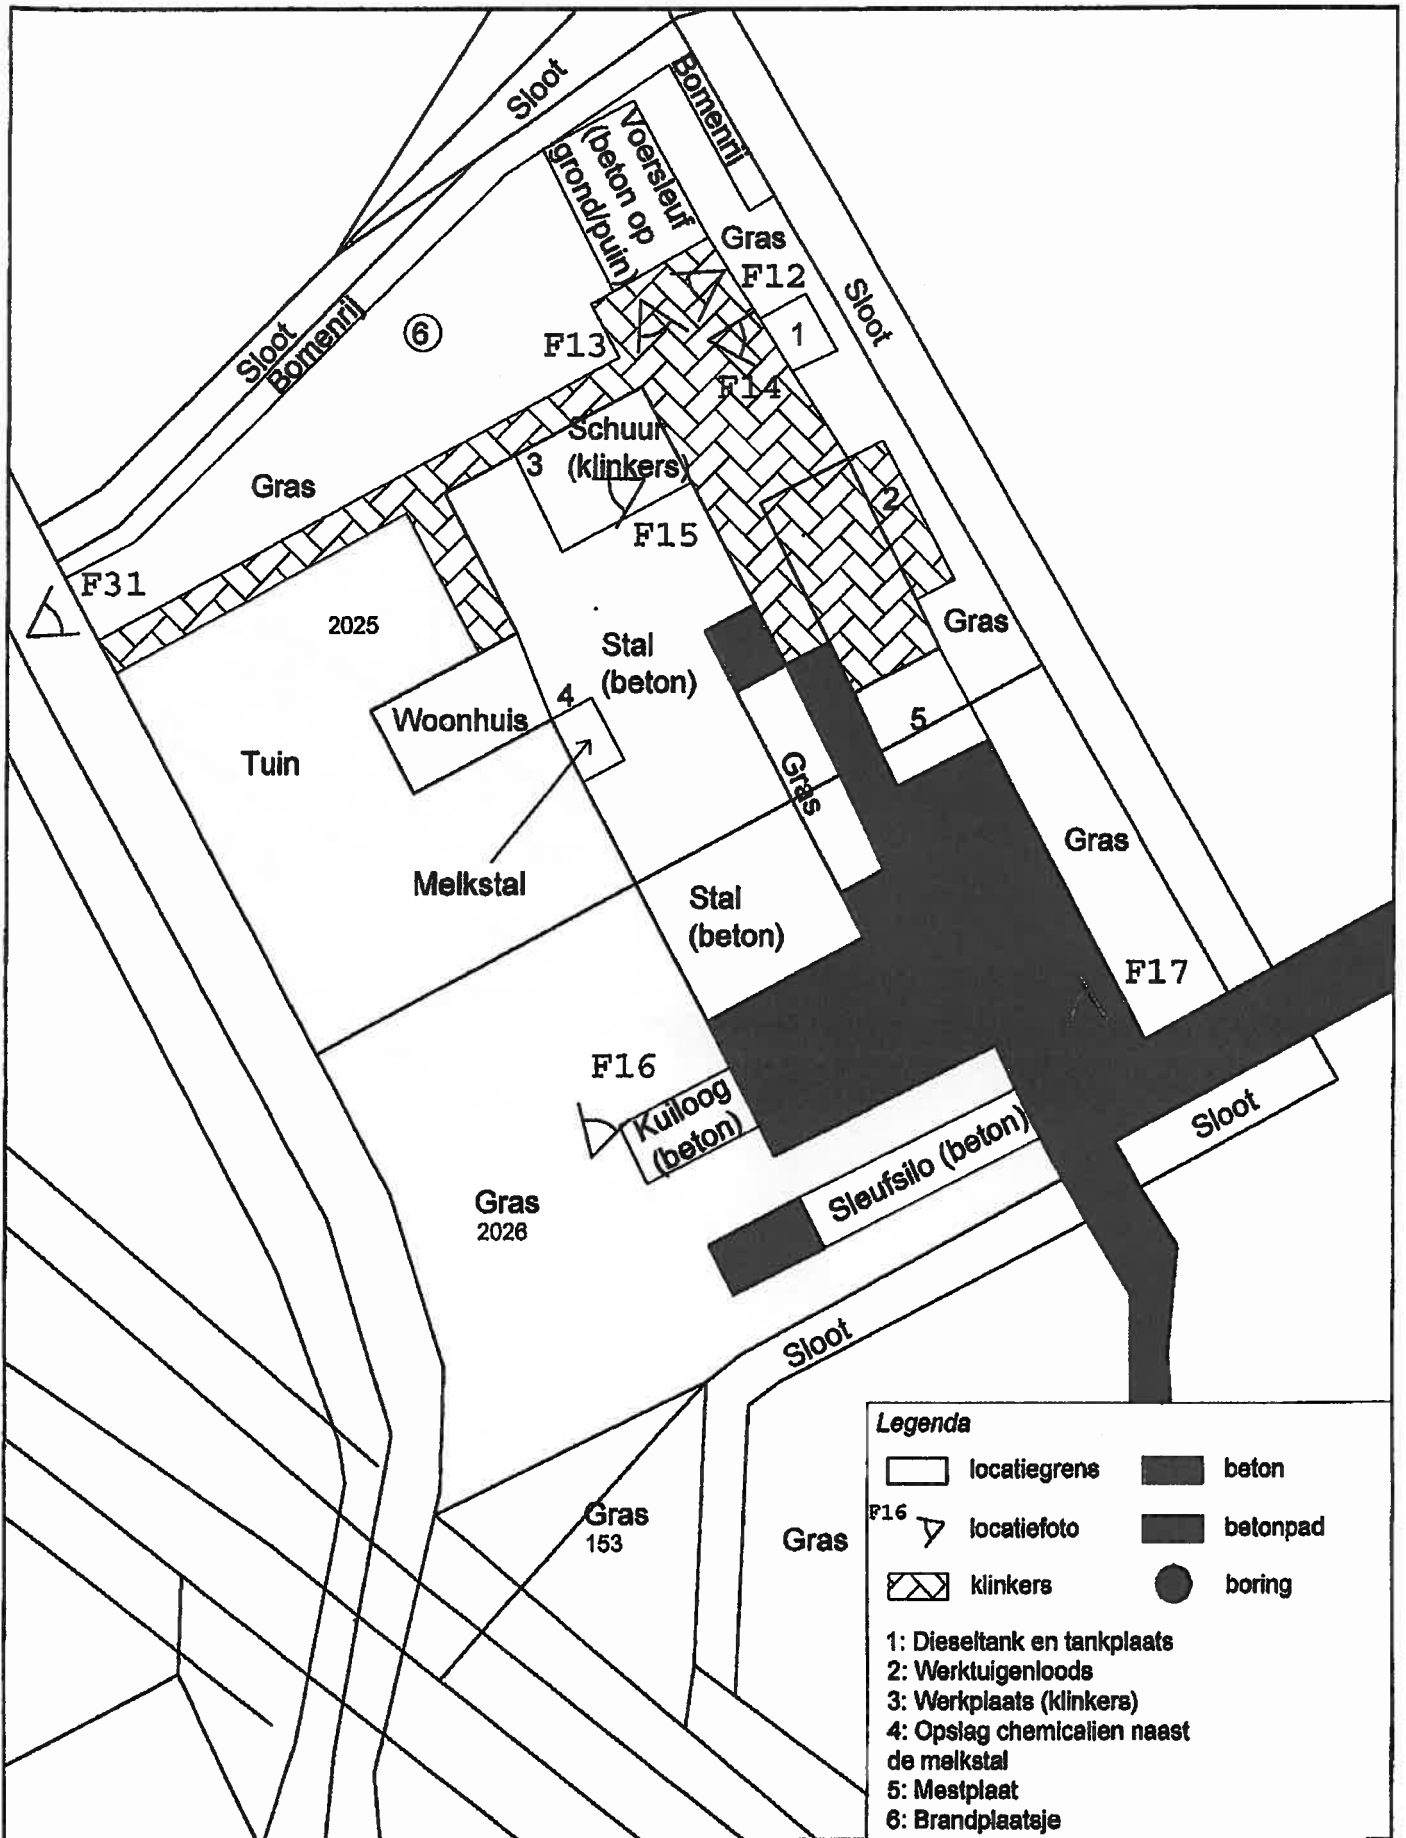 Sloot
Bomenrij
Voersleuf
(beton op
grond/puin)
Gras
F12
Sloot
Sloot
Bomenrij
6
F13
1
F14
Schuur
(klinkers)
3
Gras
2
F15
F31
2025
Stal
(beton)
Gras
4
Woonhuis
5
Tuin
Gras
Gras
Melkstal
Stal
(beton)
F17
F16
Kuiloog
(beton)
Sloot
Sleufsilo (beton)
Gras
2026
Sloot
Gras
153
Gras
Legenda
locatiegrens
beton
F16
locatiefoto
betonpad
klinkers
boring
1: Dieseltank en tankplaats
2: Werktuigenloods
3: Werkplaats (klinkers)
4: Opslag chemicalien naast
de melkstal
5: Mestplaat
6: Brandplaatsje